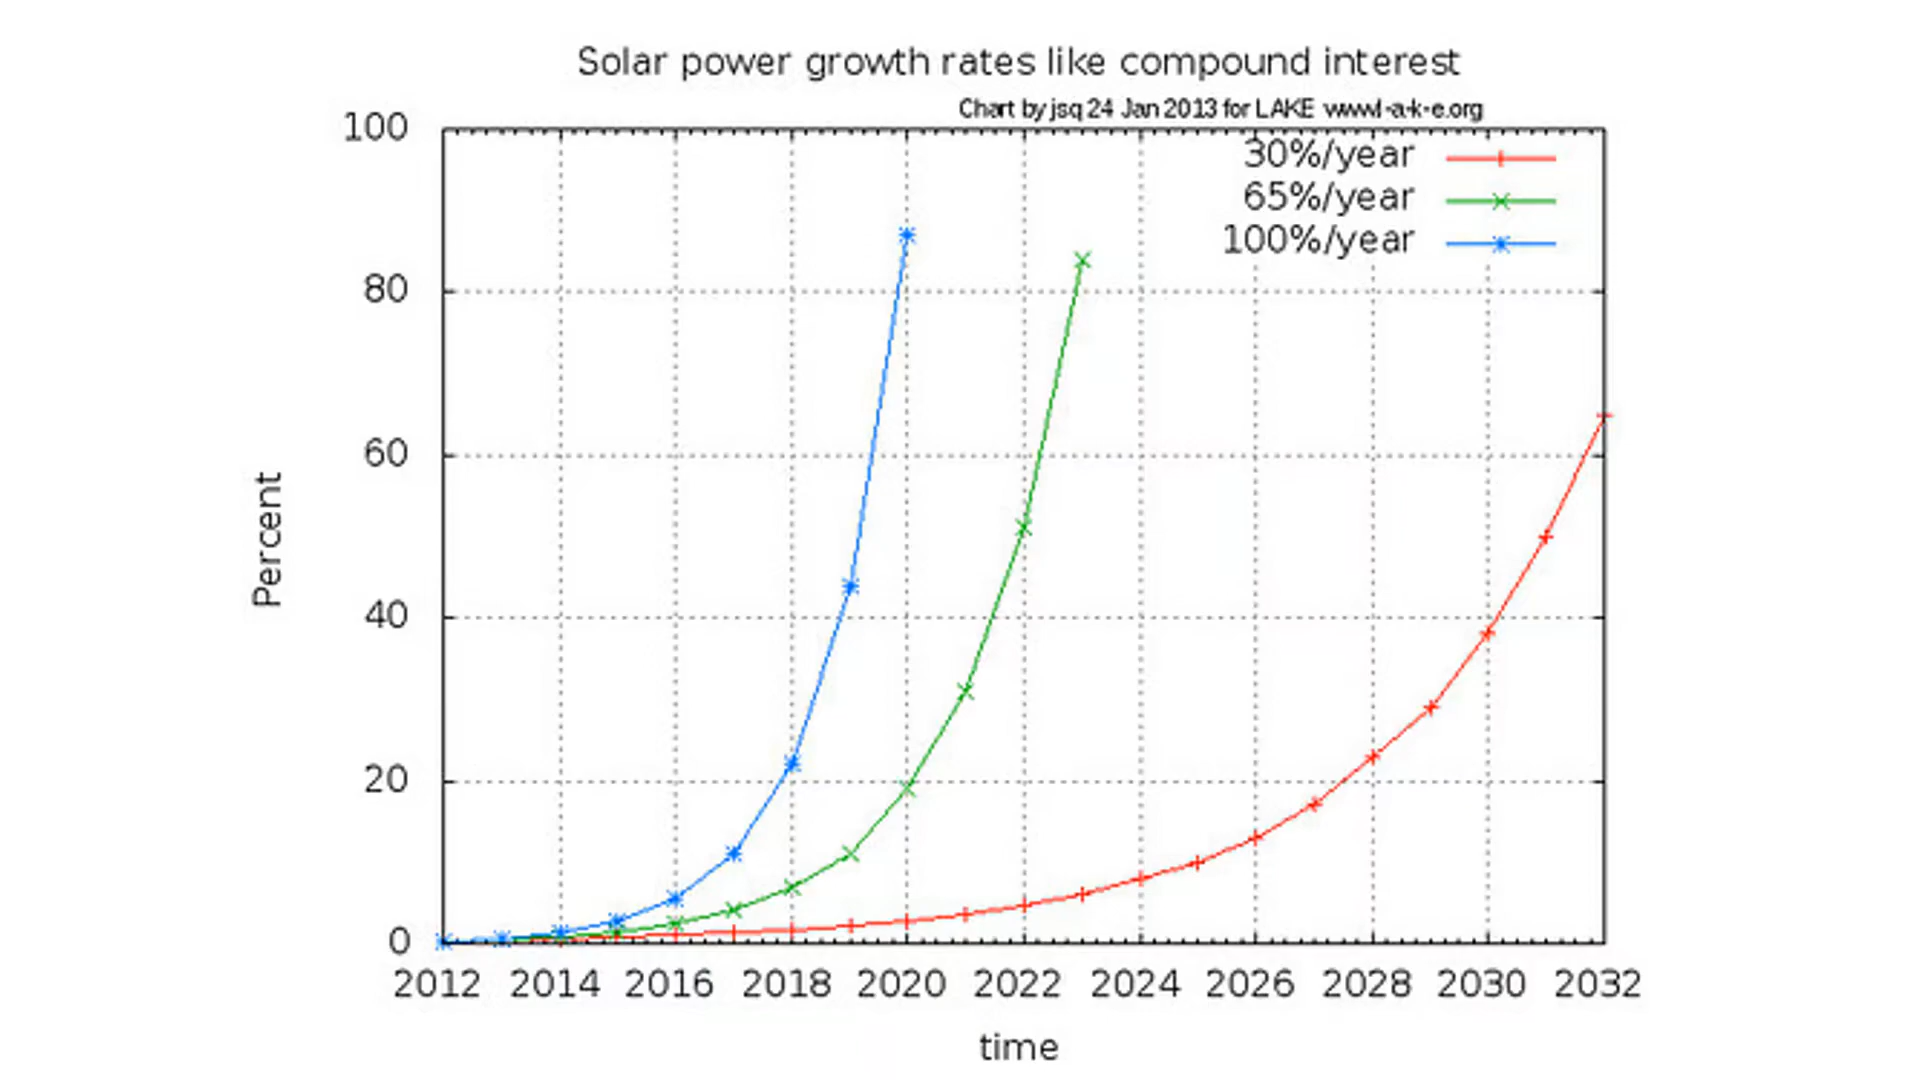 Solar power growth rates like compound interest
Chart by jsq 24 Jan 2013 for LAKE www.l-a-k-e.org
100
30%/year
65%/year
100%/year
80
60
Percent
40
20
0
2012 2014 2016 2018 2020 2022 2024 2026 2028 2030 2032
time